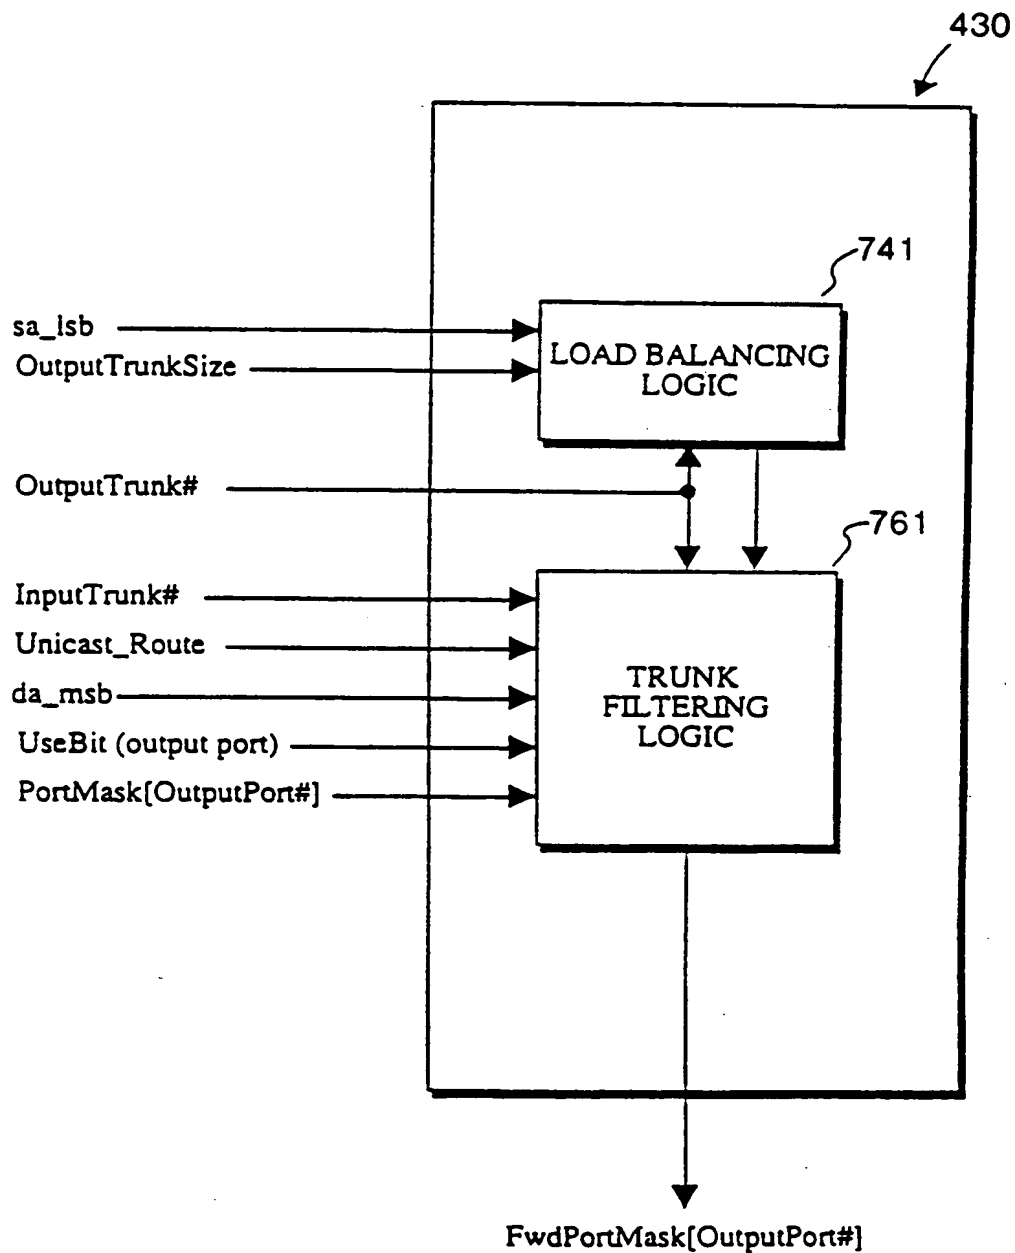 430
741
sa_lsb
OutputTrunkSize
LOAD BALANCING
LOGIC
OutputTrunk#
761
InputTrunk#
Unicast_Route
da_msb
UseBit (output port)
PortMask[OutputPort#]
TRUNK
FILTERING
LOGIC
FwdPortMask[OutputPort#]